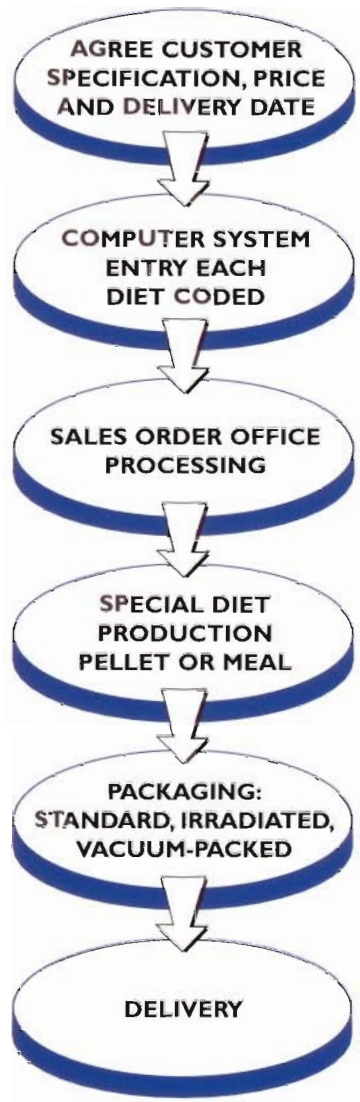 AGREE CUSTOMER
SPECIFICATION, PRICE
AND DELIVERY DATE
COMPUTER SYSTEM
ENTRY EACH
DIET CODED
SALES ORDER OFFICE
PROCESSING
SPECIAL DIET
PRODUCTION
PELLET OR MEAL
PACKAGING:
STANDARD, IRRADIATED,
VACUUM-PACKED
DELIVERY